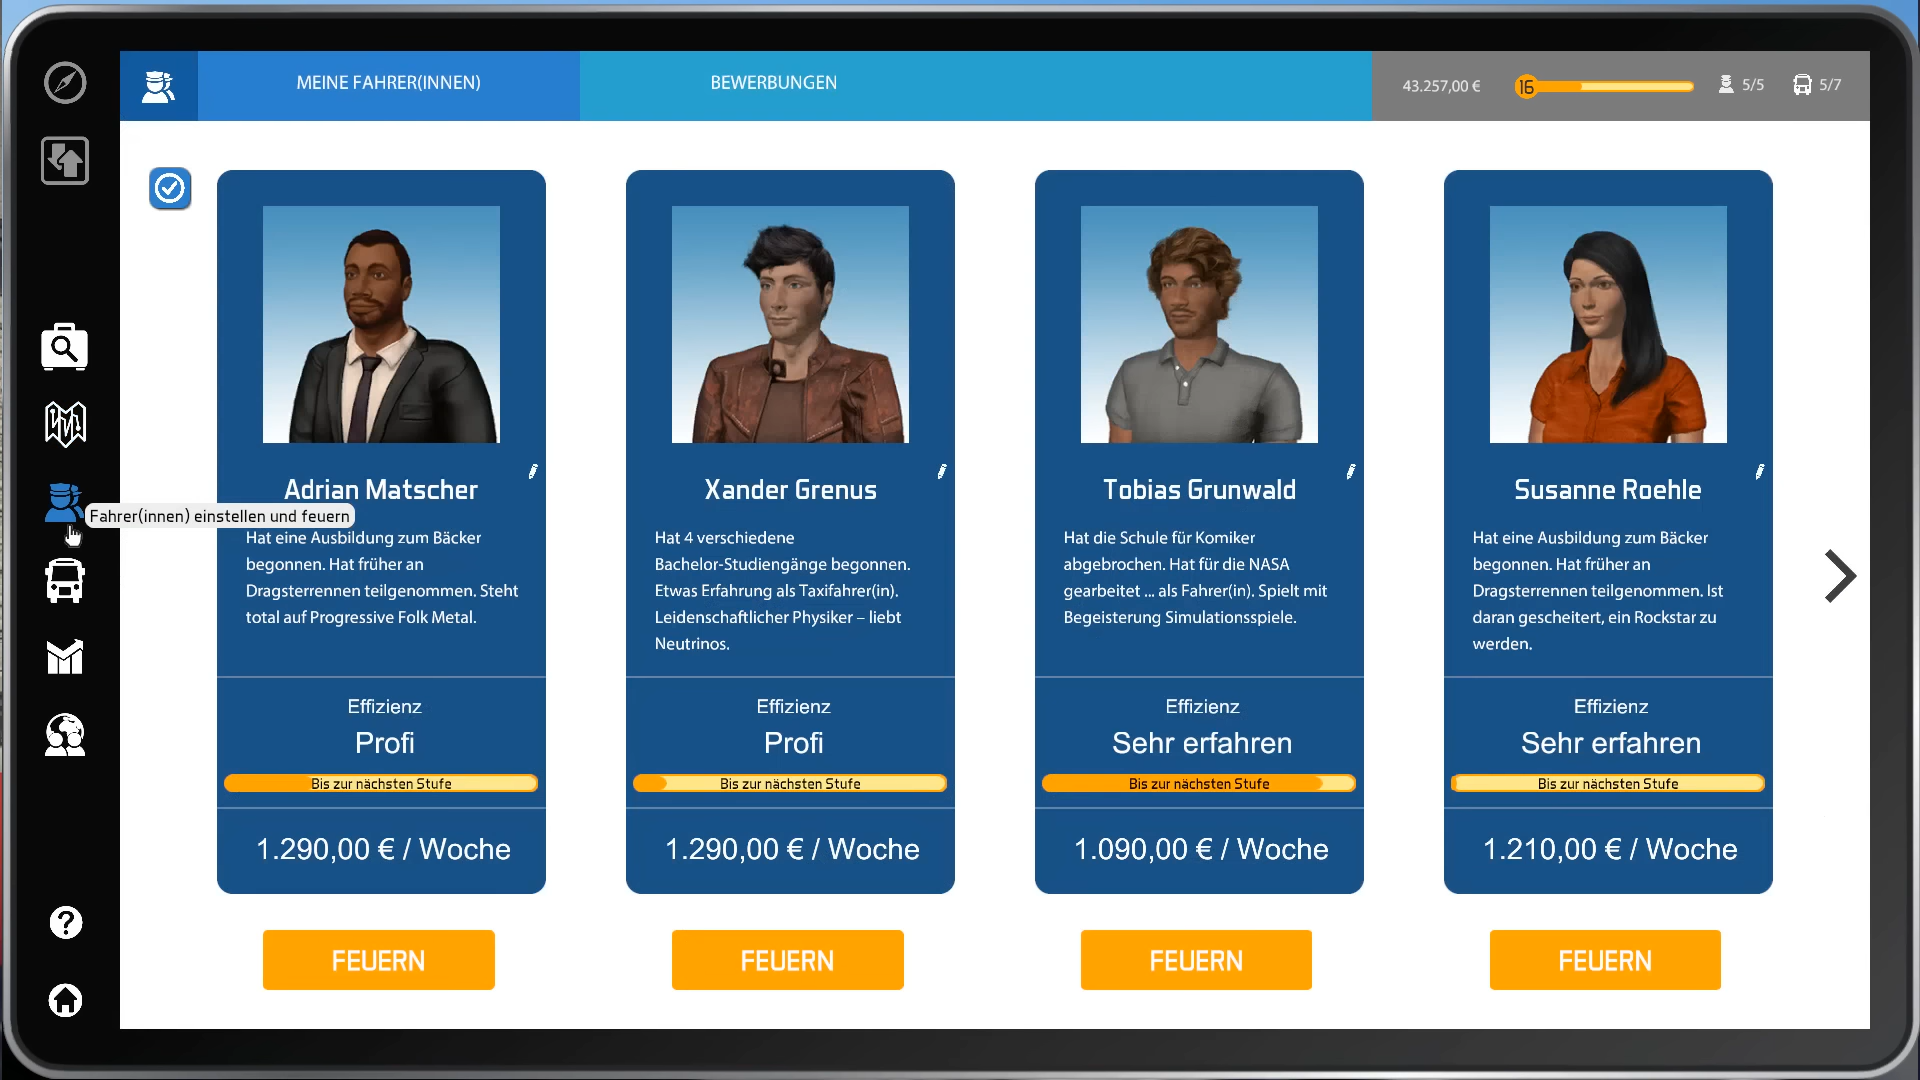 MEINE FAHRER(INNEN)
BEWERBUNGEN
43.257,00 €
16
5/5
5/7
Adrian Matscher
Hat eine Ausbildung zum Bäcker
begonnen. Hat früher an
Dragsterrennen teilgenommen. Steht
total auf Progressive Folk Metal.
Effizienz
Profi
Bis zur nächsten Stufe
1.290,00 € / Woche
FEUERN
Xander Grenus
Hat 4 verschiedene
Bachelor-Studiengänge begonnen.
Etwas Erfahrung als Taxifahrer(in).
Leidenschaftlicher Physiker – liebt
Neutrinos.
Effizienz
Profi
Bis zur nächsten Stufe
1.290,00 € / Woche
FEUERN
Tobias Grunwald
Hat die Schule für Komiker
abgebrochen. Hat für die NASA
gearbeitet ... als Fahrer(in). Spielt mit
Begeisterung Simulationsspiele.
Effizienz
Sehr erfahren
Bis zur nächsten Stufe
1.090,00 € / Woche
FEUERN
Susanne Roehle
Hat eine Ausbildung zum Bäcker
begonnen. Hat früher an
Dragsterrennen teilgenommen. Ist
daran gescheitert, ein Rockstar zu
werden.
Effizienz
Sehr erfahren
Bis zur nächsten Stufe
1.210,00 € / Woche
FEUERN
Fahrer(innen) einstellen und feuern